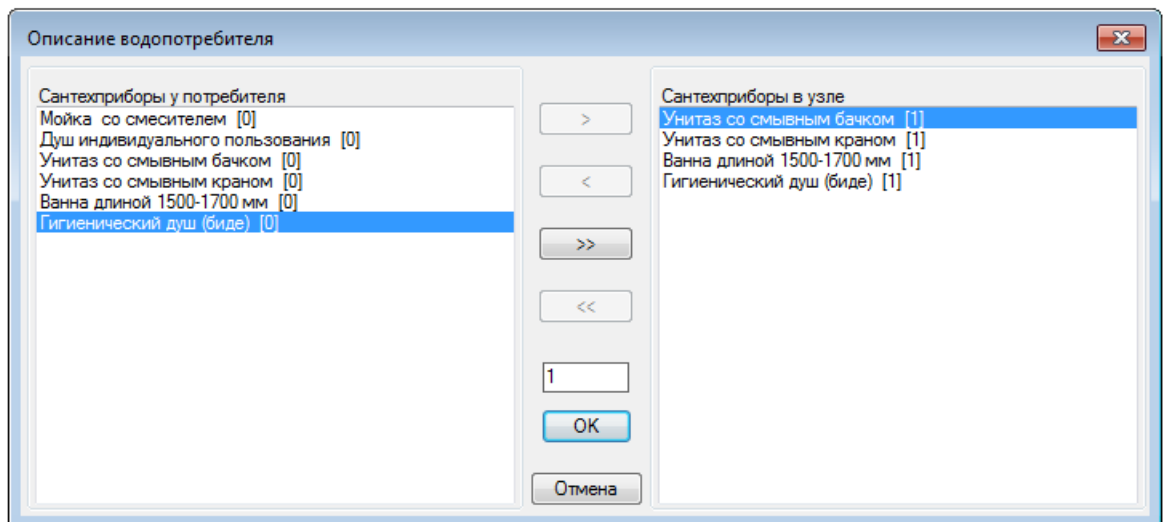 Описание водопотребителя
Сантехприборы у потребителя
Мойка со смесителем [0]
Душ индивидуального пользования [0]
Унитаз со смывным бачком [0]
Унитаз со смывным краном [0]
Ванна длиной 1500-1700 мм [0]
Гигиенический душ (биде) [0]
>
<
>>
<<
1
OK
Отмена
Сантехприборы в узле
Унитаз со смывным бачком [1]
Унитаз со смывным краном [1]
Ванна длиной 1500-1700 мм [1]
Гигиенический душ (биде) [1]